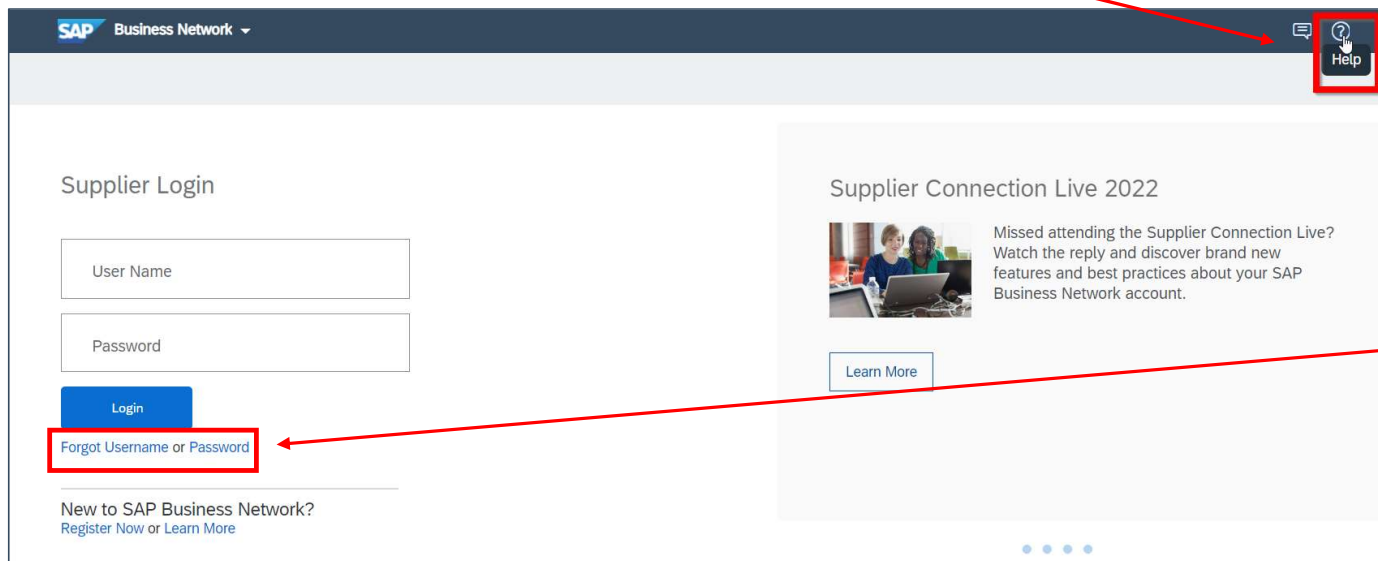 SAP Business Network
Help
Supplier Login
User Name
Password
Login
Forgot Username or Password
New to SAP Business Network?
Register Now or Learn More
Supplier Connection Live 2022
Missed attending the Supplier Connection Live?
Watch the reply and discover brand new
features and best practices about your SAP
Business Network account.
Learn More